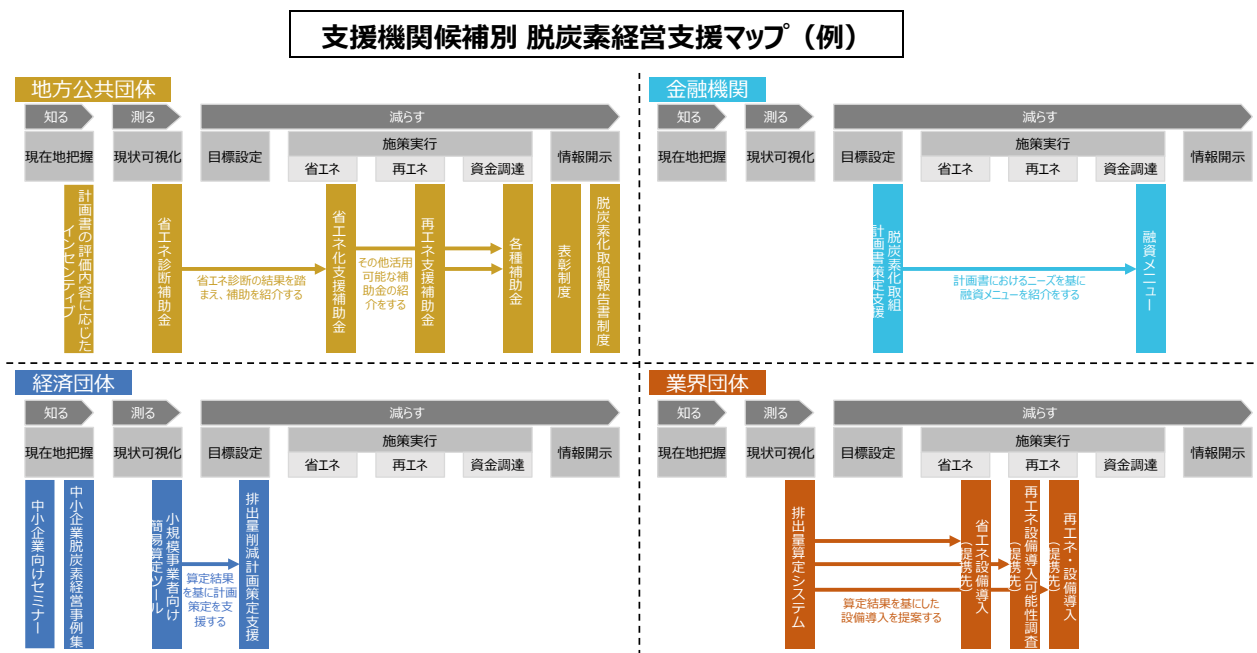 支援機関候補別 脱炭素経営支援マップ（例）
地方公共団体
知る
測る
減らす
現在地把握
現状可視化
目標設定
施策実行
省エネ
再エネ
資金調達
情報開示
計画書の評価内容に応じた
インセンティブ
省エネ診断補助金
省エネ化支援補助金
再エネ支援補助金
各種補助金
表彰制度
脱炭素化取組報告書制度
省エネ診断の結果を踏
まえ、補助を紹介する
その他活用
可能な補
助金の紹
介をする
金融機関
知る
測る
減らす
現在地把握
現状可視化
目標設定
施策実行
省エネ
再エネ
資金調達
情報開示
脱炭素化取組
計画書策定支援
融資メニュー
計画書におけるニーズを基に
融資メニューを紹介をする
経済団体
知る
測る
減らす
現在地把握
現状可視化
目標設定
施策実行
省エネ
再エネ
資金調達
情報開示
中小企業向けセミナー
中小企業脱炭素経営事例集
小規模事業者向け
簡易算定ツール
排出量削減計画策定支援
算定結果
を基に計画
策定を支
援する
業界団体
知る
測る
減らす
現在地把握
現状可視化
目標設定
施策実行
省エネ
再エネ
資金調達
情報開示
排出量算定システム
省エネ設備導入
（提携先）
再エネ設備導入可能性調査
（提携先）
再エネ・設備導入
（提携先）
算定結果を基にした
設備導入を提案する